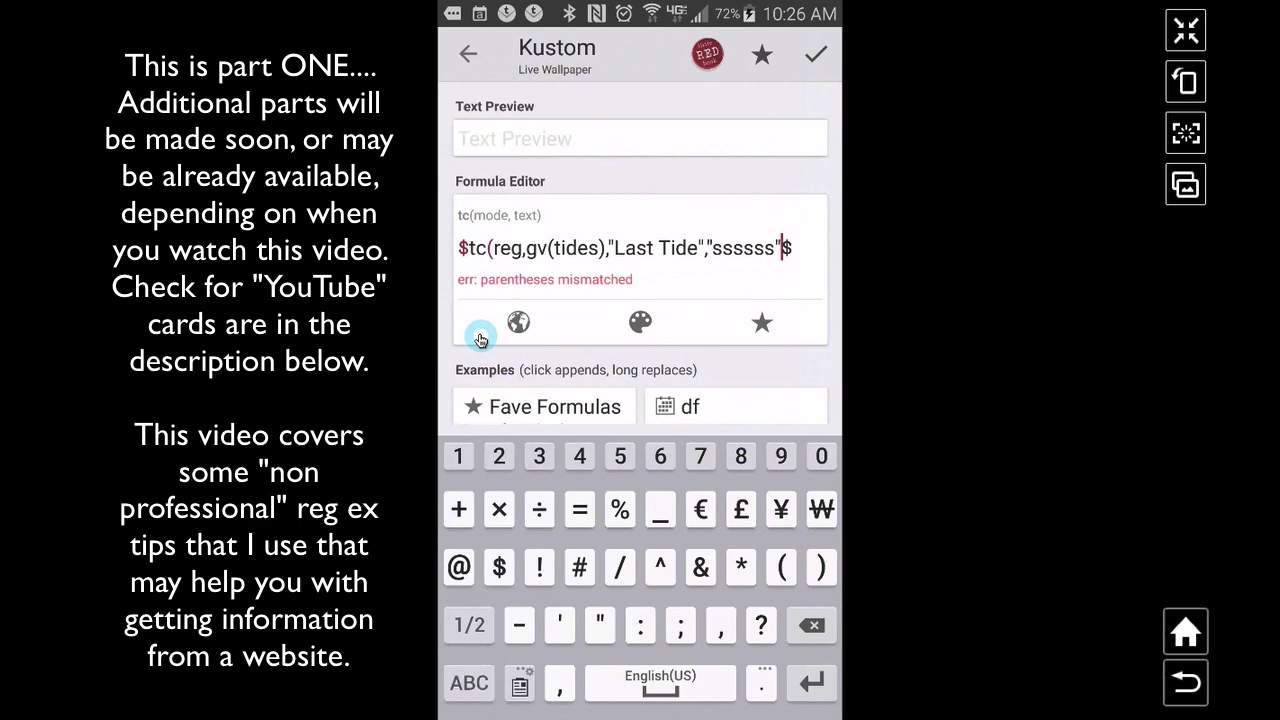 This is part ONE....
Additional parts will
be made soon, or may
be already available,
depending on when
you watch this video.
Check for "YouTube"
cards are in the
description below.
This video covers
some "non
professional" reg ex
tips that I use that
may help you with
getting information
from a website.
4G 72% 10:26 AM
Kustom
Live Wallpaper
little RED book
Text Preview
Text Preview
Formula Editor
tc(mode, text)
$tc(reg,gv(tides),"Last Tide","ssssss"$
err: parentheses mismatched
Examples (click appends, long replaces)
Fave Formulas df
1 2 3 4 5 6 7 8 9 0
+ × ÷ = % _ € £ ¥ ₩
@ $ ! # / ^ & * ( )
1/2 - ' " : ; , ?
ABC , English(US) .